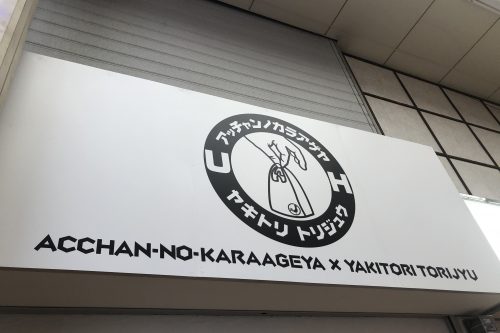 アッチャンノカラアゲヤ
U H
ヤキトリ トリジュウ
ACCHAN-NO-KARAAGEYA × YAKITORI TORIJYU